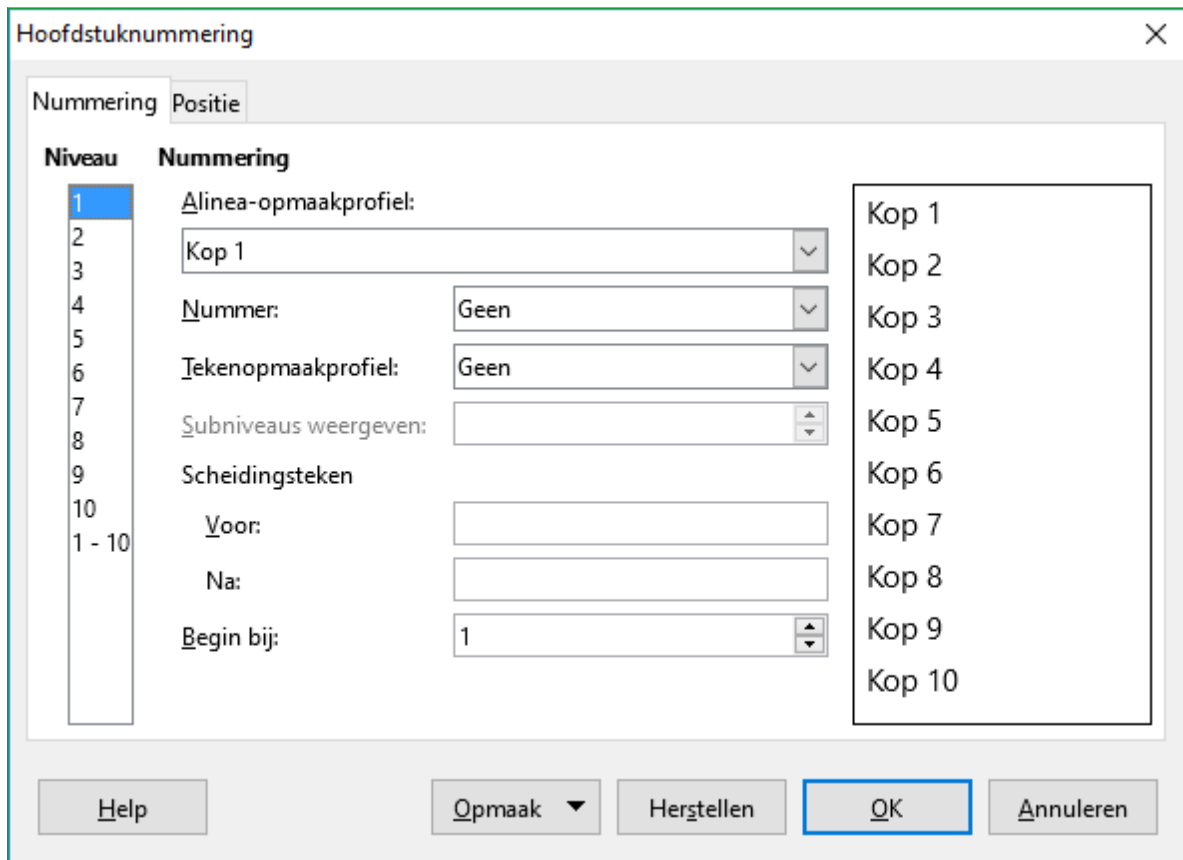 Hoofdstuknummering
Nummering Positie
Niveau Nummering
1
2
3
4
5
6
7
8
9
10
1 - 10
Alinea-opmaakprofiel:
Kop 1
Nummer: Geen
Tekenopmaakprofiel: Geen
Subniveaus weergeven:
Scheidingsteken
Voor:
Na:
Begin bij: 1
Kop 1
Kop 2
Kop 3
Kop 4
Kop 5
Kop 6
Kop 7
Kop 8
Kop 9
Kop 10
Help Opmaak Herstellen OK Annuleren